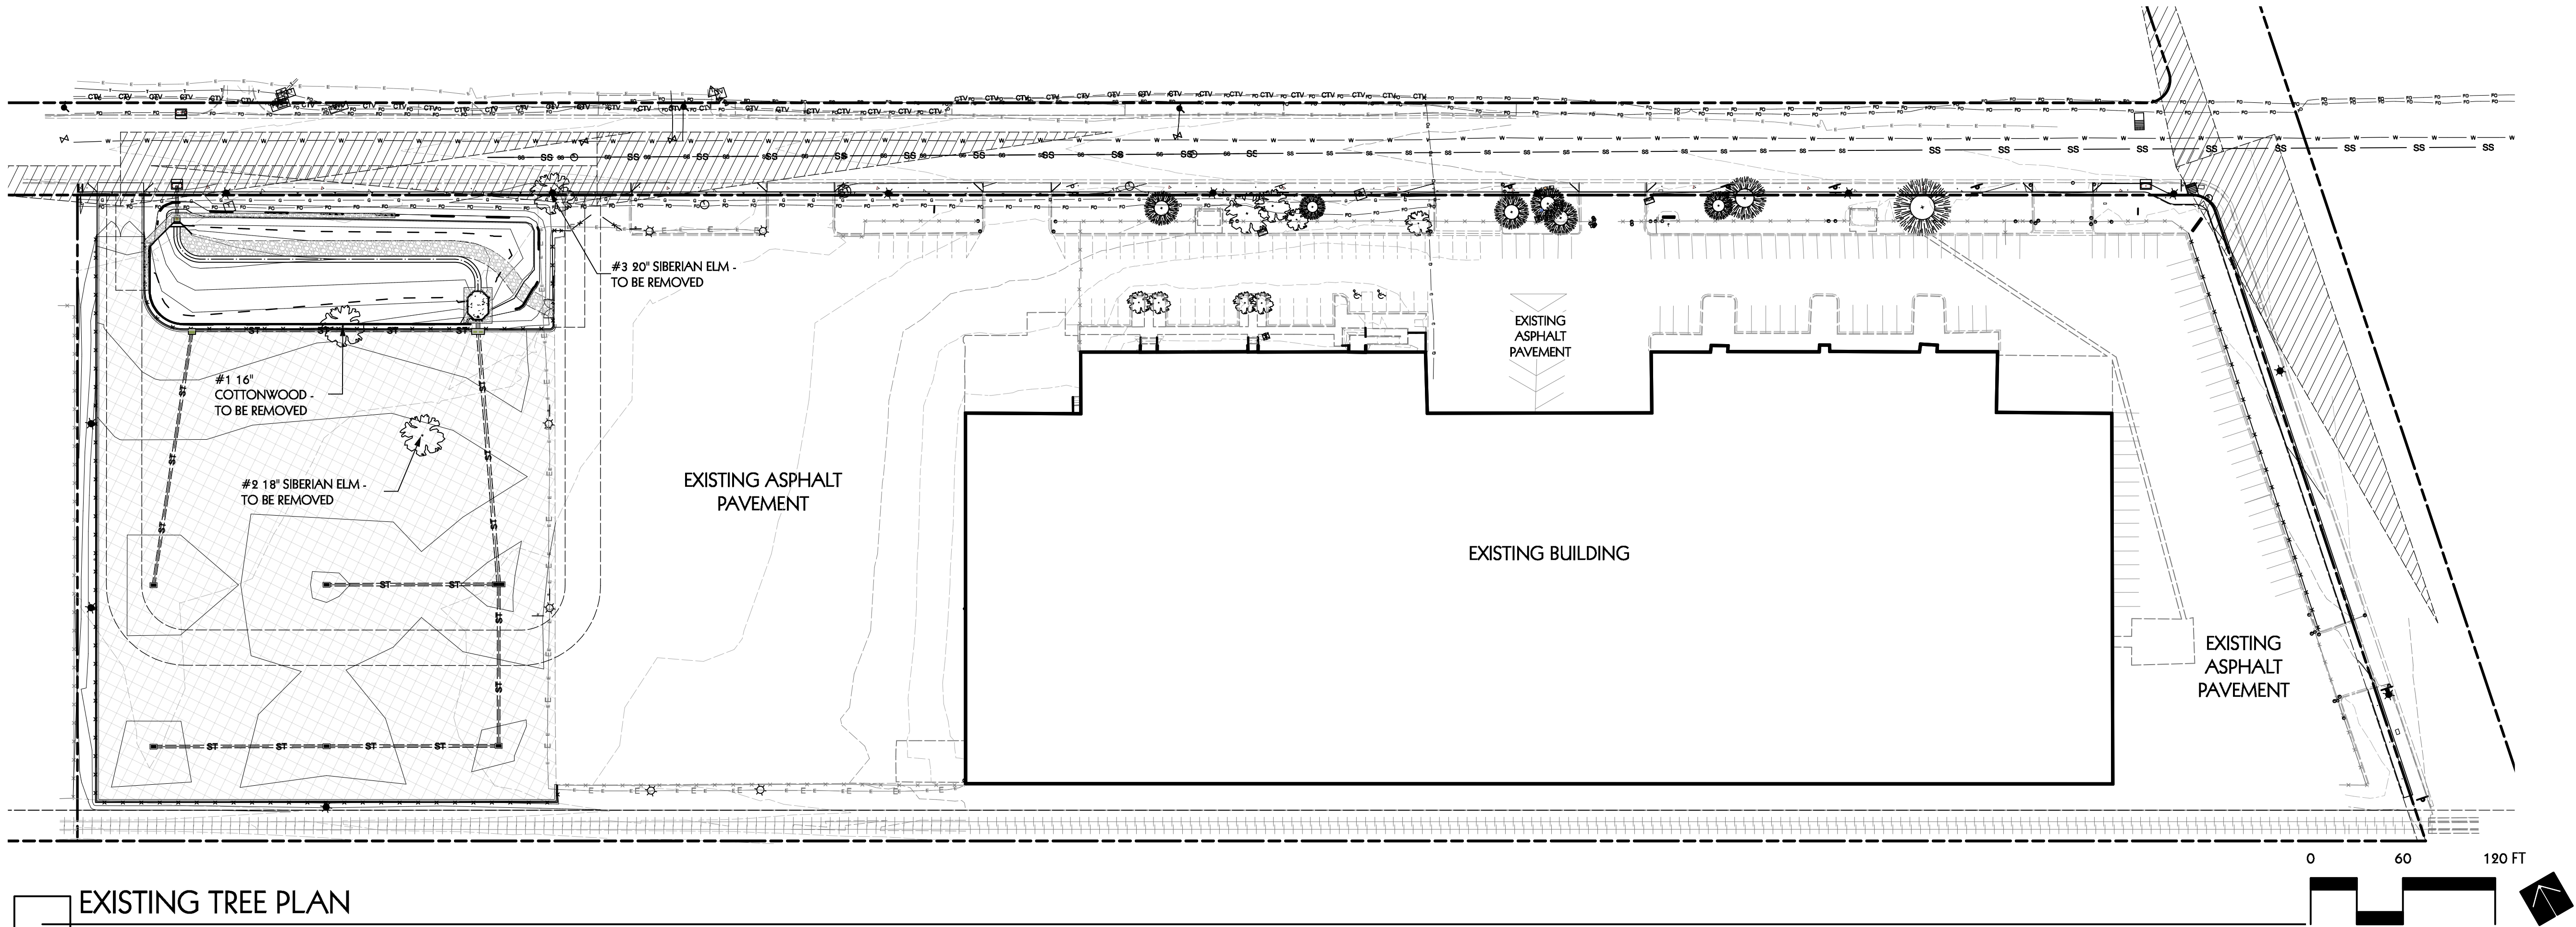 #3 20" SIBERIAN ELM -
TO BE REMOVED
#1 16"
COTTONWOOD -
TO BE REMOVED
#2 18" SIBERIAN ELM -
TO BE REMOVED
EXISTING ASPHALT
PAVEMENT
EXISTING
ASPHALT
PAVEMENT
EXISTING BUILDING
EXISTING
ASPHALT
PAVEMENT
0 60 120 FT
EXISTING TREE PLAN